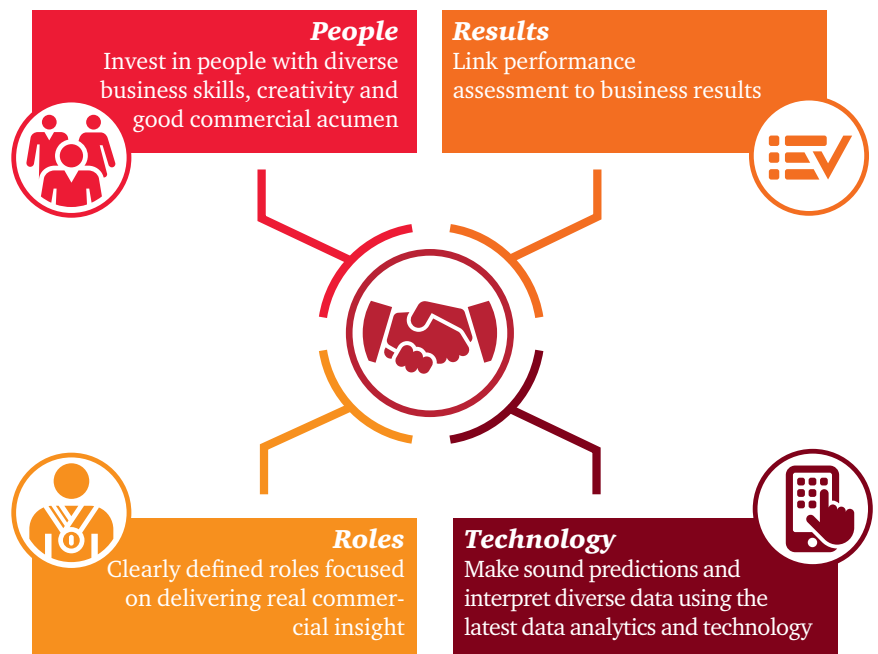 People
Invest in people with diverse
business skills, creativity and
good commercial acumen
Results
Link performance
assessment to business results
Roles
Clearly defined roles focused
on delivering real commer-
cial insight
Technology
Make sound predictions and
interpret diverse data using the
latest data analytics and technology